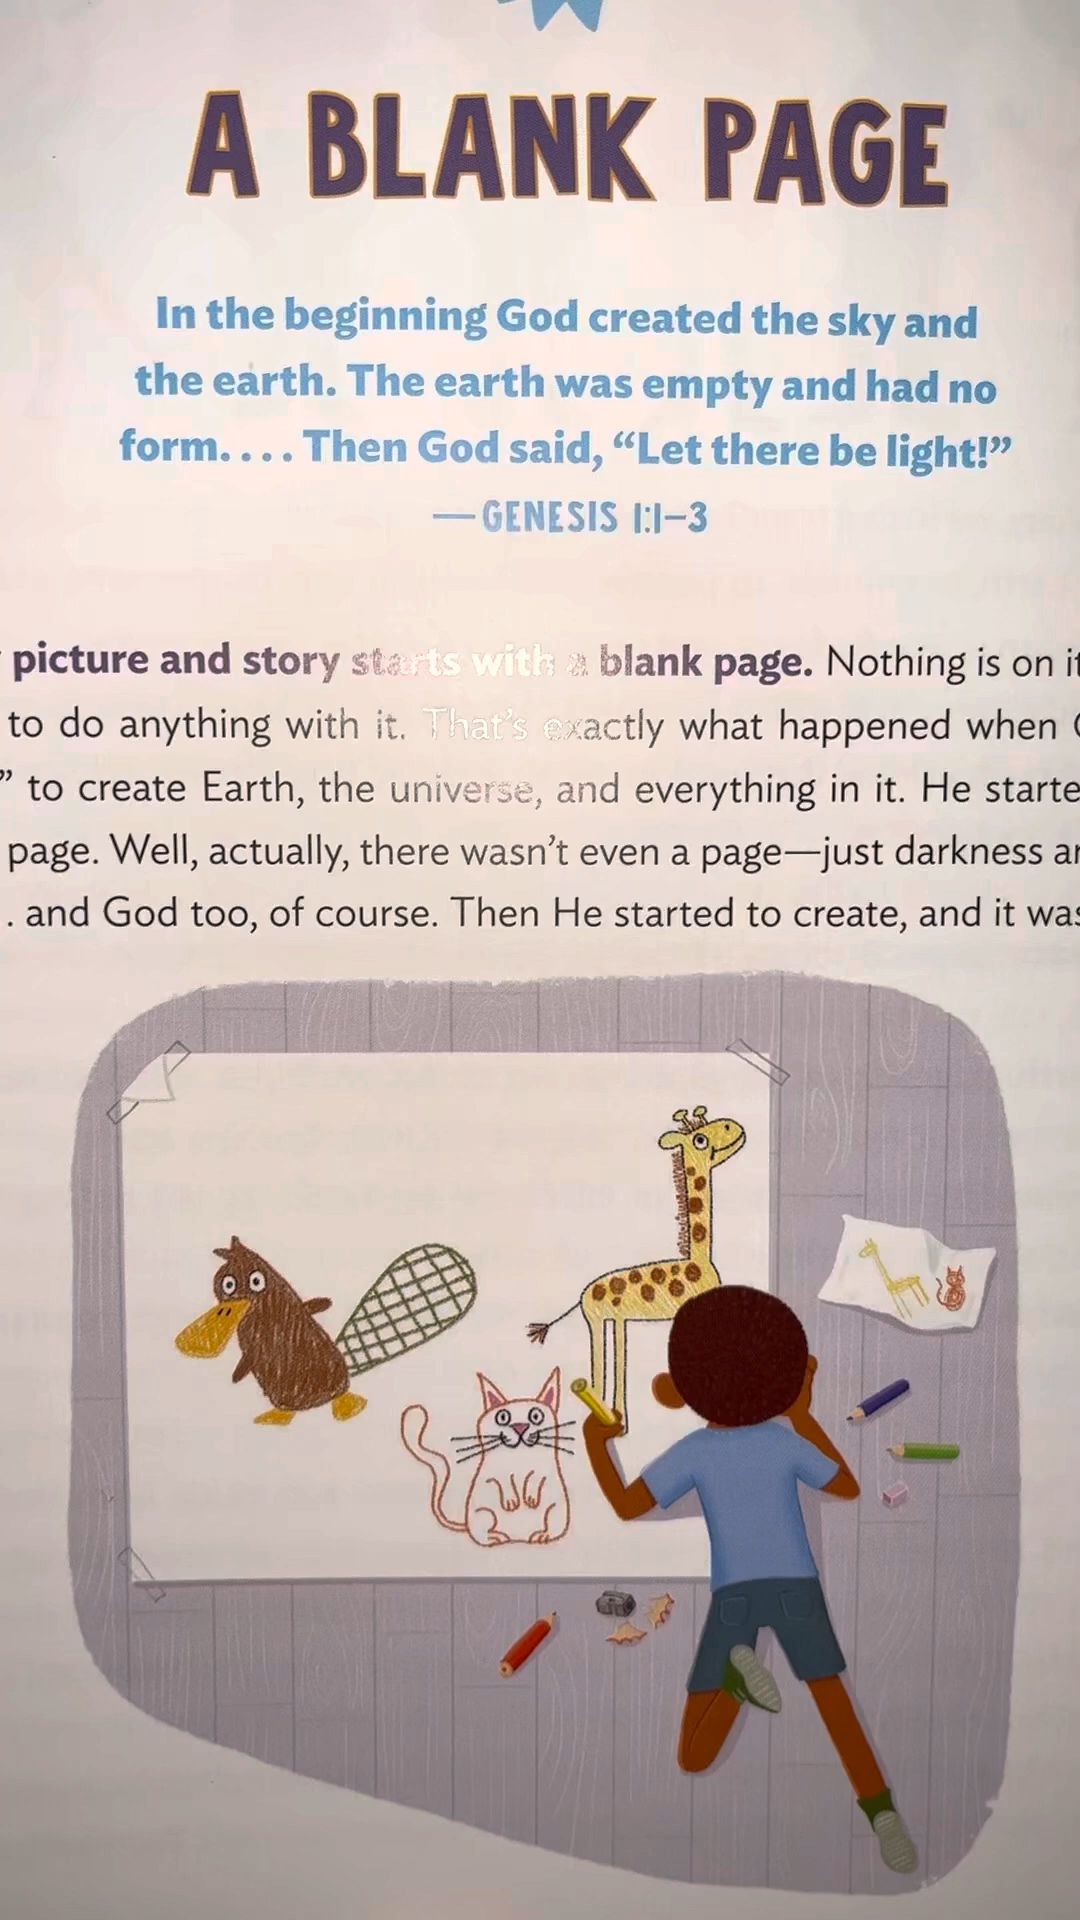 A BLANK PAGE
In the beginning God created the sky and
the earth. The earth was empty and had no
form. . . . Then God said, “Let there be light!”
—GENESIS 1:1–3
picture and story starts with a blank page. Nothing is on it
to do anything with it. That’s exactly what happened when
” to create Earth, the universe, and everything in it. He starte
page. Well, actually, there wasn’t even a page—just darkness an
. and God too, of course. Then He started to create, and it was